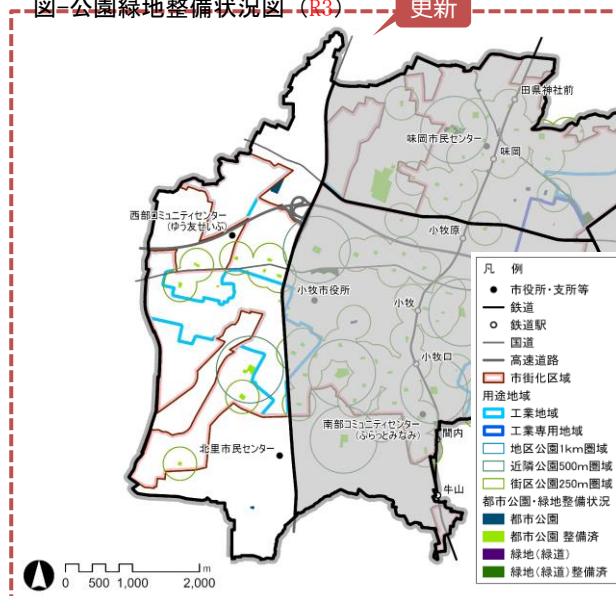 図-公園緑地整備状況図（R3）
更新
田県神社前
味岡市民センター
味岡
西部コミュニティセンター
（ゆう友せいぶ）
小牧原
小牧市役所
小牧
小牧口
南部コミュニティセンター
（ふらっとみなみ）
間内
北里市民センター
牛山
0 500 1,000 2,000 m
凡 例
市役所・支所等
鉄道
鉄道駅
国道
高速道路
市街化区域
用途地域
工業地域
工業専用地域
地区公園1km圏域
近隣公園500m圏域
街区公園250m圏域
都市公園・緑地整備状況
都市公園
都市公園 整備済
緑地（緑道）
緑地（緑道）整備済